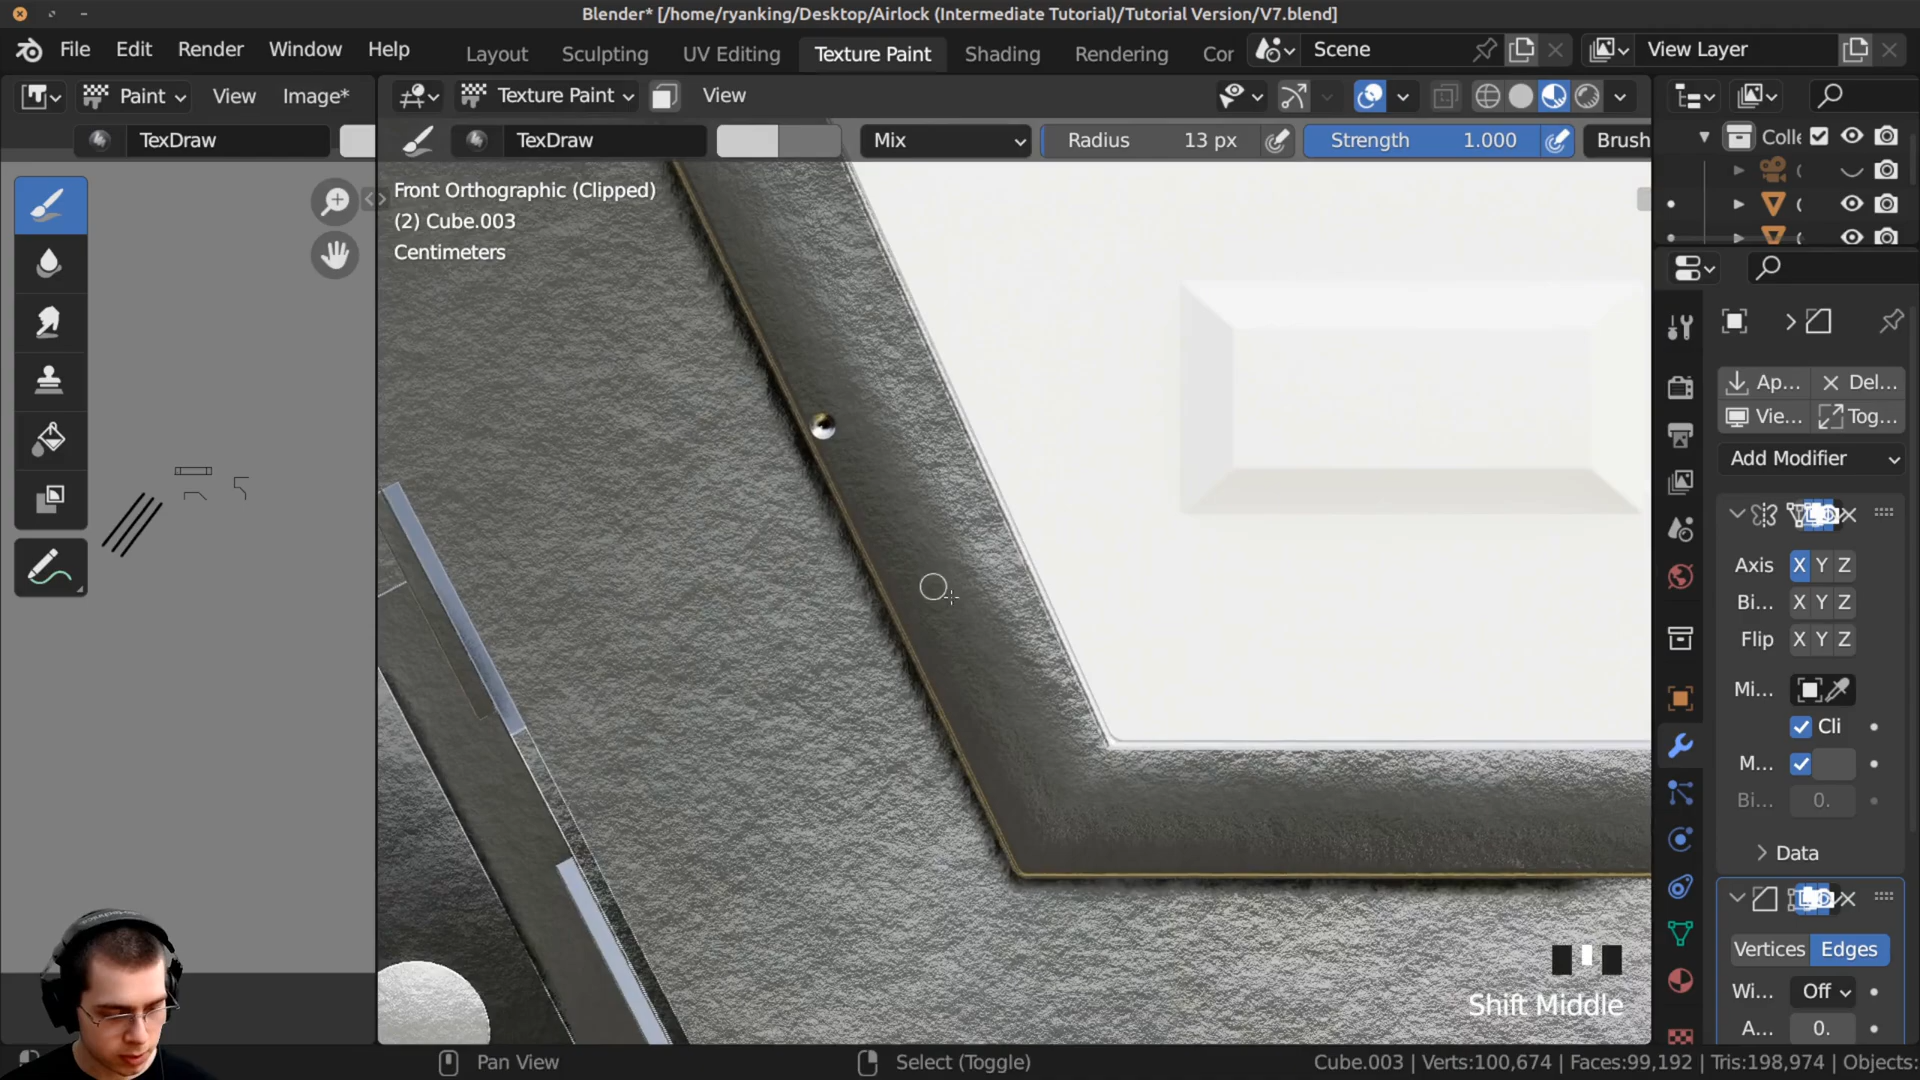 Blender* [/home/ryanking/Desktop/Airlock (Intermediate Tutorial)/Tutorial Version/V7.blend]
File Edit Render Window Help
Layout Sculpting UV Editing Texture Paint Shading Rendering Cor
Scene
View Layer
Paint View Image*
Texture Paint View
TexDraw
TexDraw Mix Radius 13 px Strength 1.000 Brush
Front Orthographic (Clipped)
(2) Cube.003
Centimeters
Colle
Ap... Del...
Vie... Tog...
Add Modifier
Axis X Y Z
Bi... X Y Z
Flip X Y Z
Mi...
Cli
M...
Bi... 0.
Data
Vertices Edges
Wi... Off
A... 0.
Shift Middle
Pan View
Select (Toggle)
Cube.003 | Verts:100,674 | Faces:99,192 | Tris:198,974 | Objects: